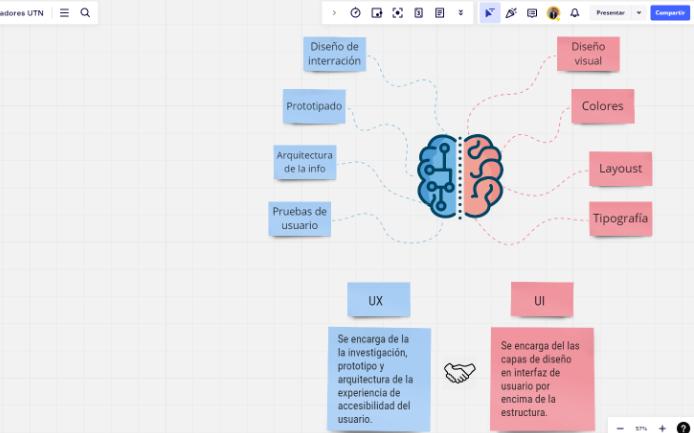 adores UTN
Presentar
Compartir
Diseño de
interración
Diseño
visual
Prototipado
Colores
Arquitectura
de la info
Layoust
Pruebas de
usuario
Tipografía
UX
UI
Se encarga de la
la investigación,
prototipo y
arquitectura de la
experiencia de
accesibilidad del
usuario.
Se encarga del las
capas de diseño
en interfaz de
usuario por
encima de la
estructura.
57%